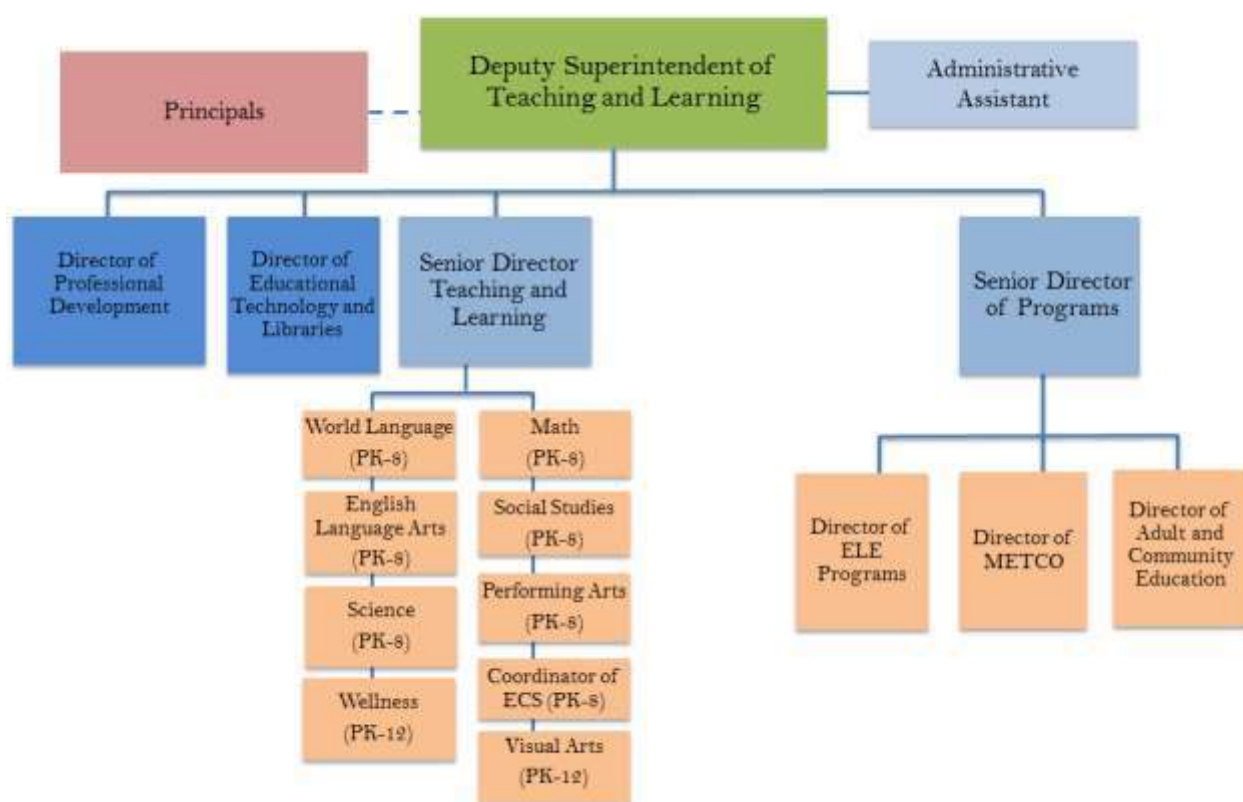 Principals
Deputy Superintendent of
Teaching and Learning
Administrative
Assistant
Director of
Professional
Development
Director of
Educational
Technology and
Libraries
Senior Director
Teaching and
Learning
Senior Director
of Programs
World Language
(PK-8)
English
Language Arts
(PK-8)
Science
(PK-8)
Wellness
(PK-12)
Math
(PK-8)
Social Studies
(PK-8)
Performing Arts
(PK-8)
Coordinator of
ECS (PK-8)
Visual Arts
(PK-12)
Director of
ELE
Programs
Director of
METCO
Director of
Adult and
Community
Education